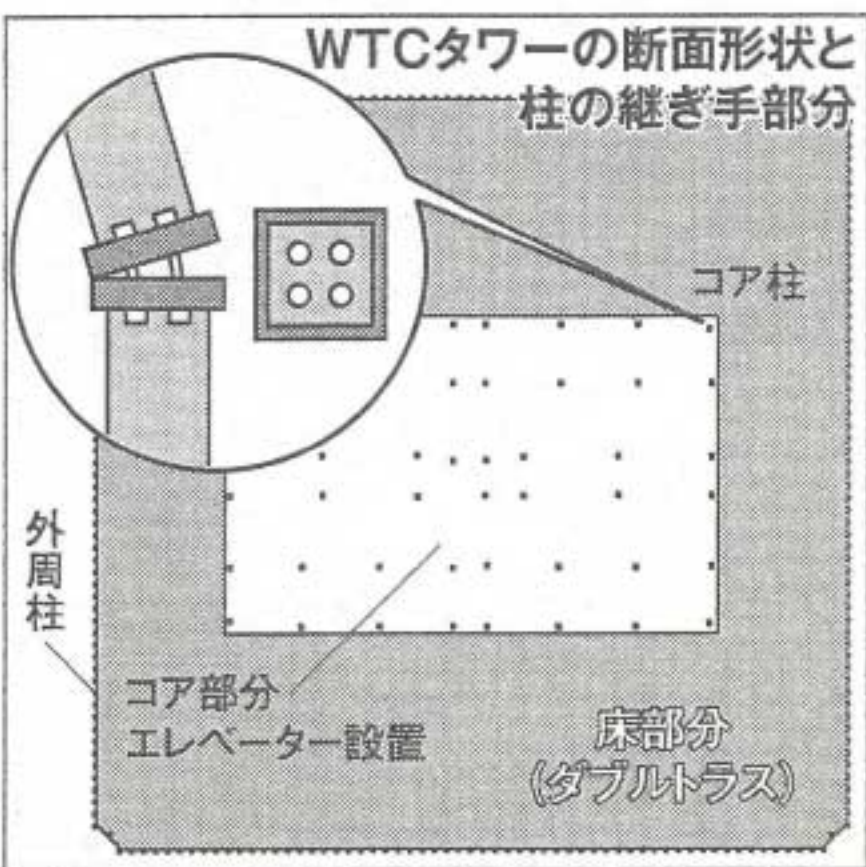 WTCタワーの断面形状と
柱の継ぎ手部分
コア柱
外周柱
コア部分
エレベーター設置
床部分
(ダブルトラス)